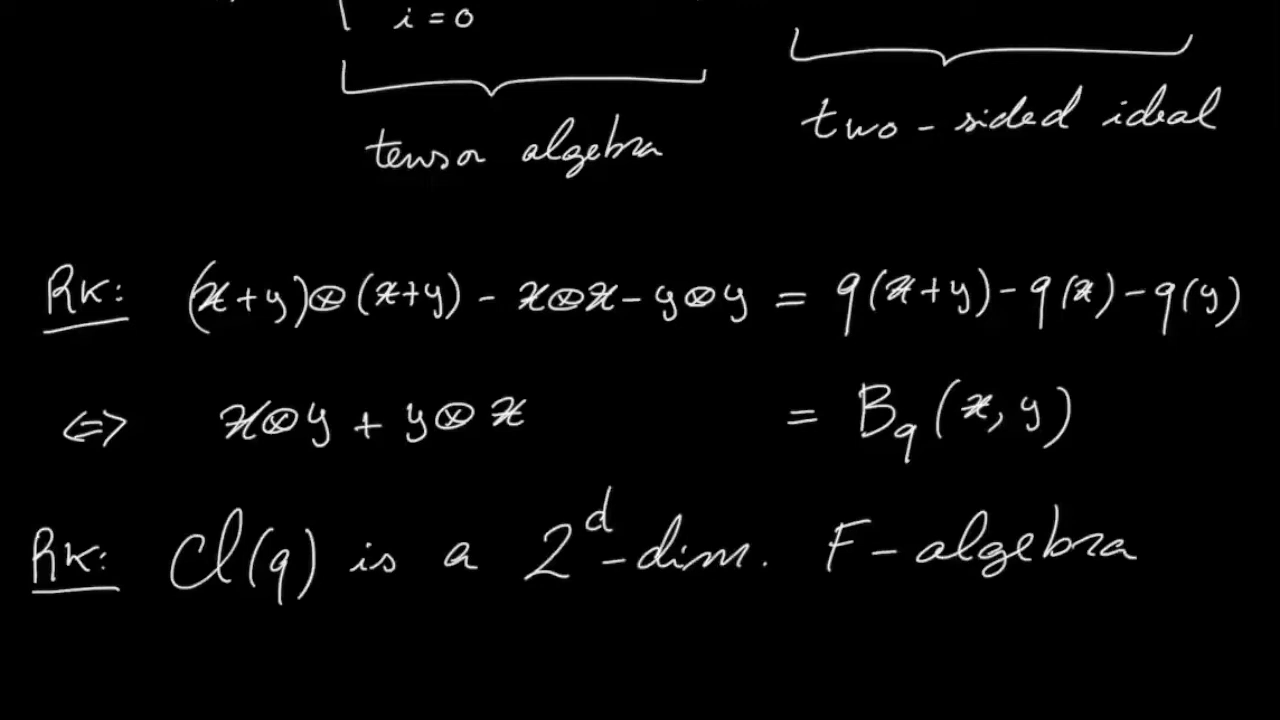 i = 0
tensor algebra two-sided ideal
RK: (x+y)⊗(x+y) - x⊗x - y⊗y = q(x+y) - q(x) - q(y)
⇔ x⊗y + y⊗x = B_q(x, y)
RK: Cl(q) is a 2^d-dim. F-algebra